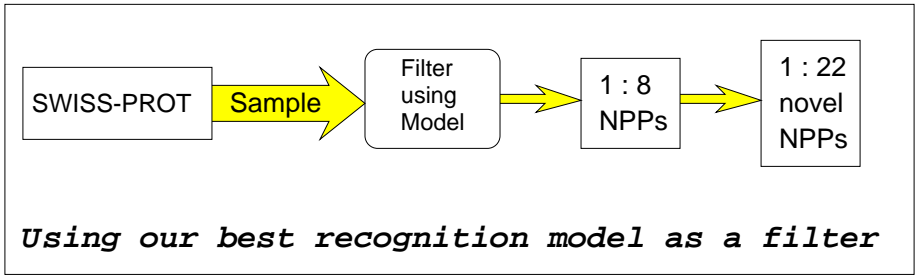 SWISS-PROT
Sample
Filter
using
Model
1 : 8
NPPs
1 : 22
novel
NPPs
Using our best recognition model as a filter